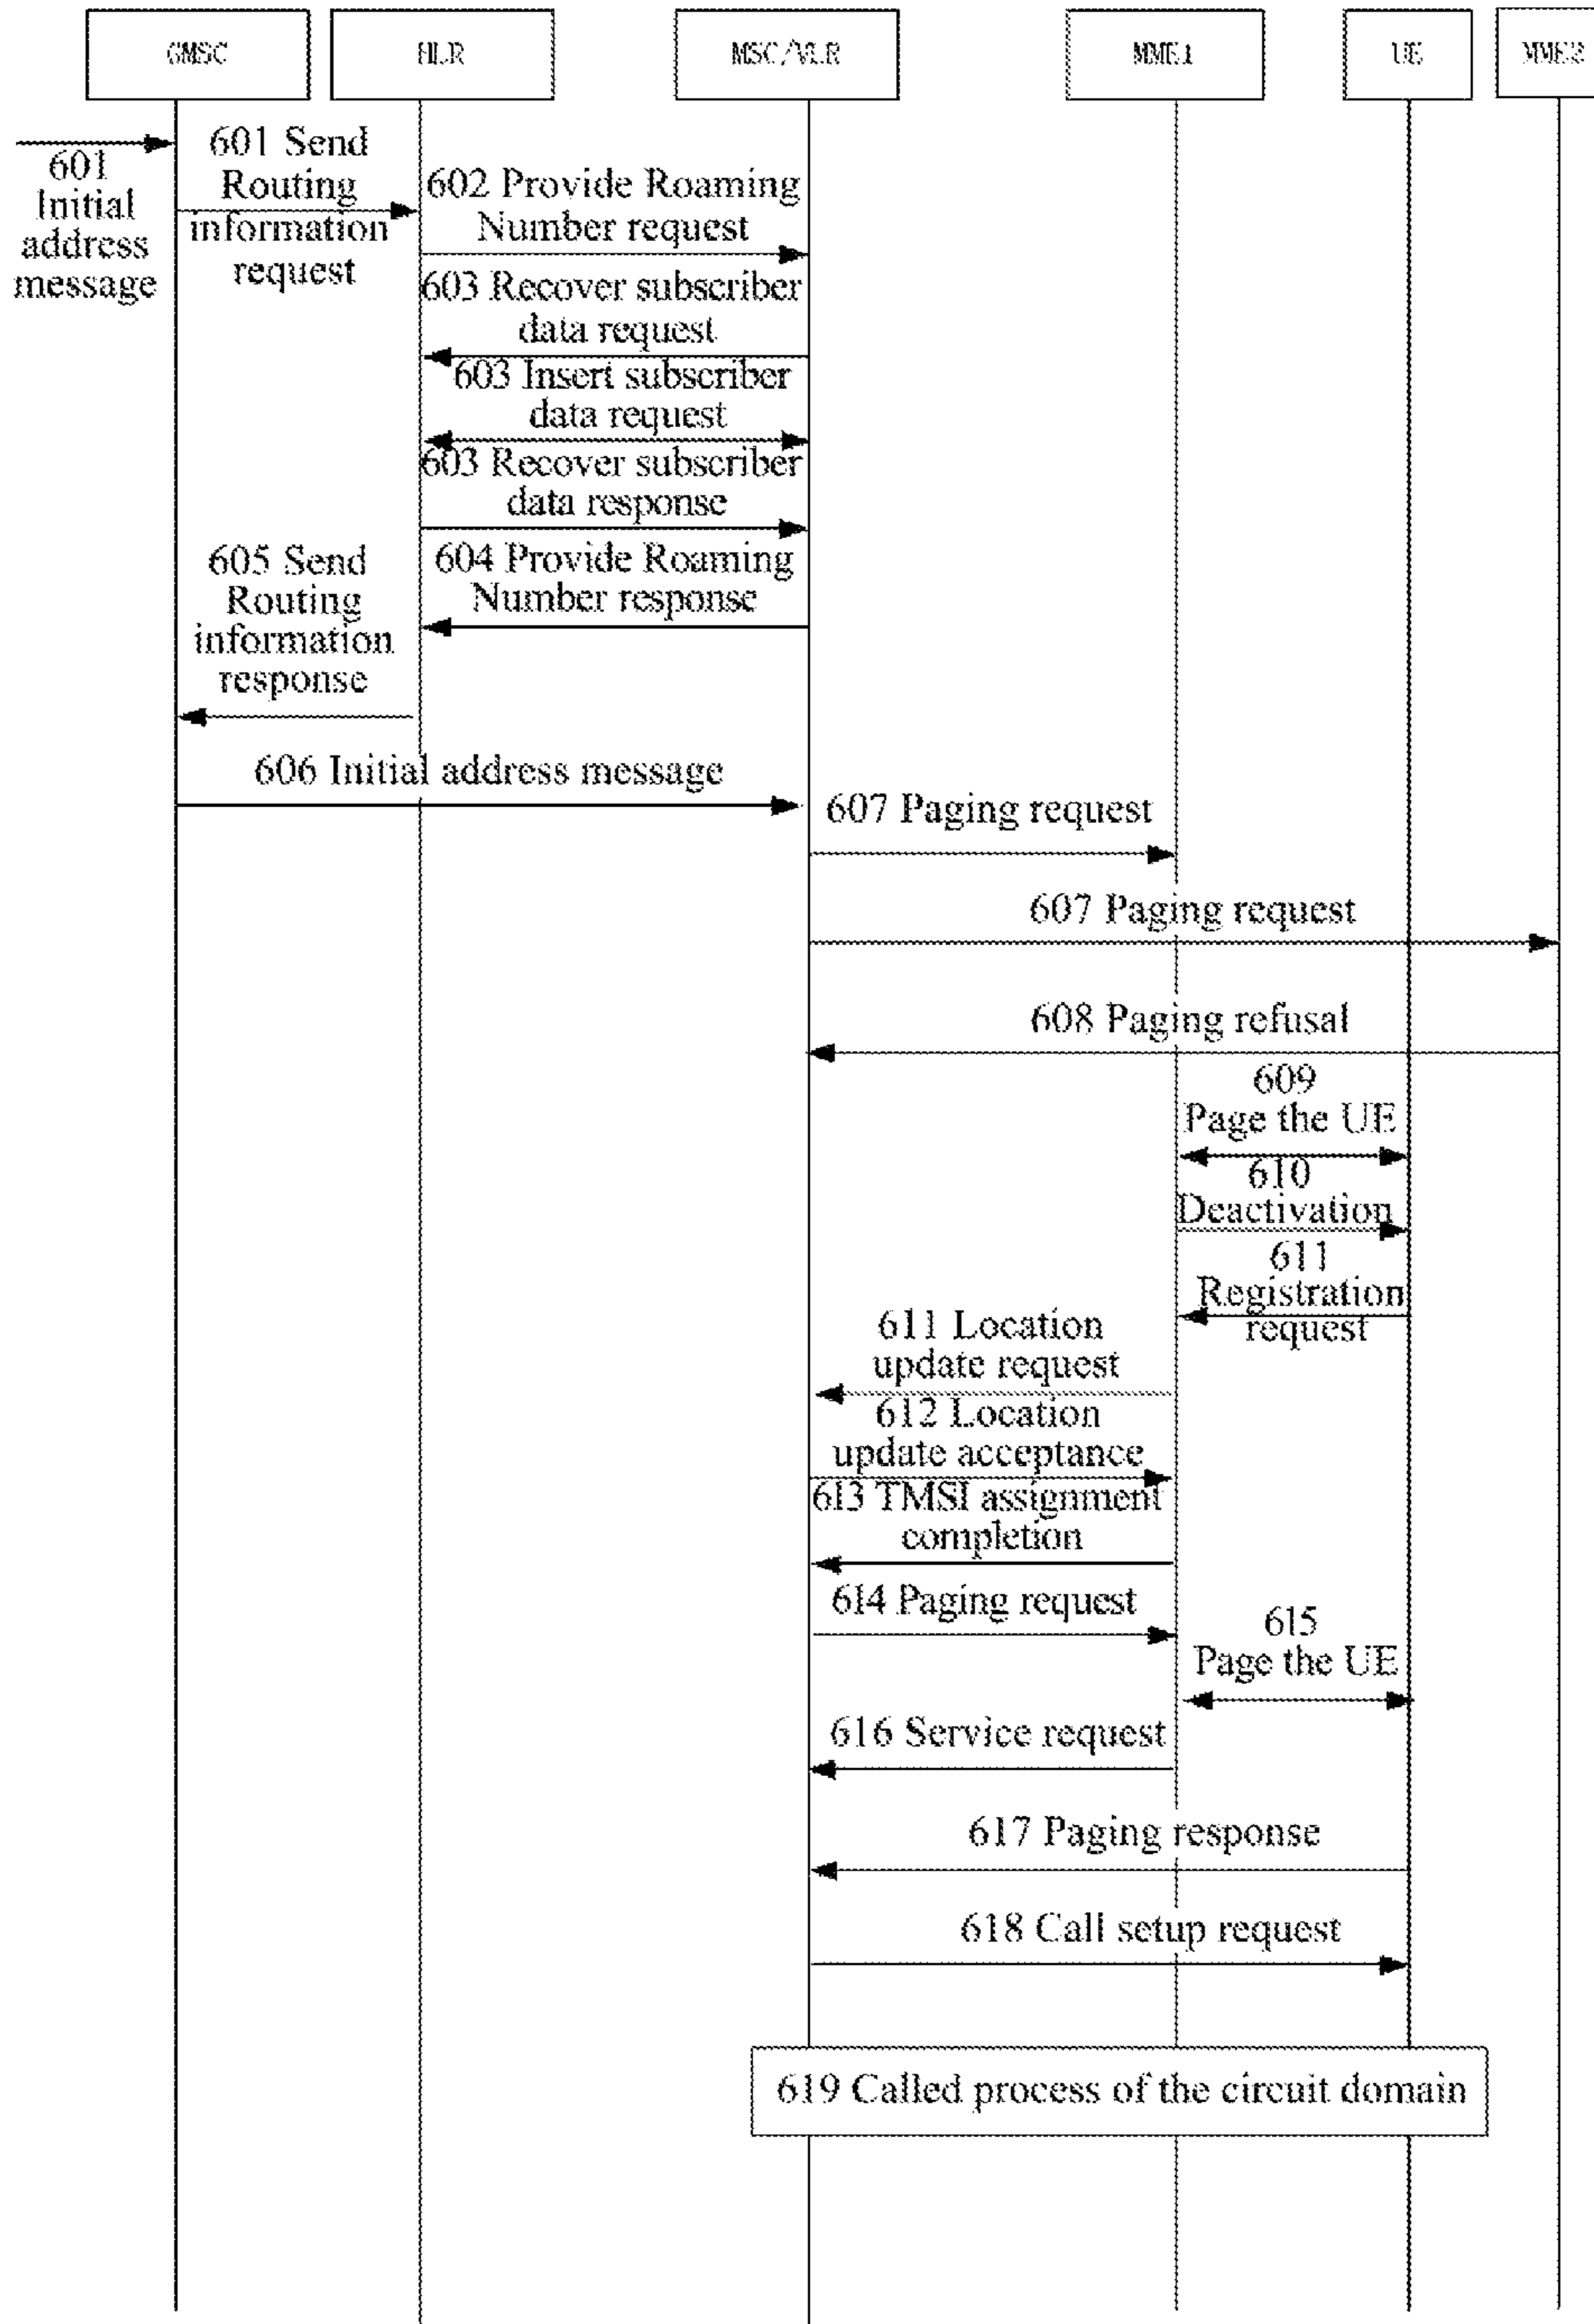 GMSC
HLR
MSC/VLR
MME1
UE
MME2
601
Initial
address
message
601 Send
Routing
information
request
602 Provide Roaming
Number request
603 Recover subscriber
data request
603 Insert subscriber
data request
603 Recover subscriber
data response
605 Send
Routing
information
response
604 Provide Roaming
Number response
606 Initial address message
607 Paging request
607 Paging request
608 Paging refusal
609
Page the UE
610
Deactivation
611
Registration
request
611 Location
update request
612 Location
update acceptance
613 TMSI assignment
completion
614 Paging request
615
Page the UE
616 Service request
617 Paging response
618 Call setup request
619 Called process of the circuit domain